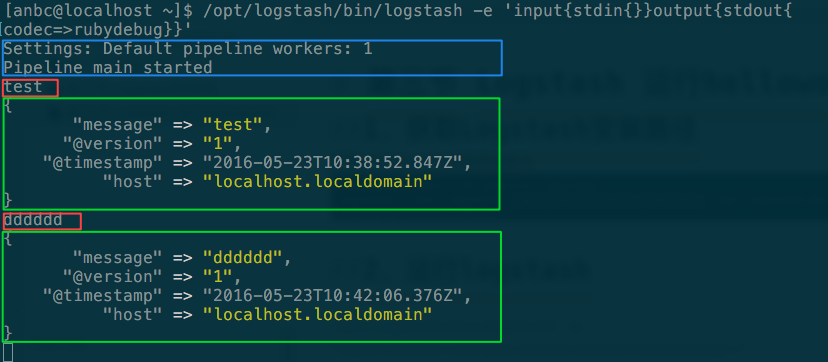 [anbc@localhost ~]$ /opt/logstash/bin/logstash -e 'input{stdin{}}output{stdout{
{codec=>rubydebug}}'
Settings: Default pipeline workers: 1
Pipeline main started
test
{
"message" => "test",
"@version" => "1",
"@timestamp" => "2016-05-23T10:38:52.847Z",
"host" => "localhost.localdomain"
}
dddddd
{
"message" => "dddddd",
"@version" => "1",
"@timestamp" => "2016-05-23T10:42:06.376Z",
"host" => "localhost.localdomain"
}